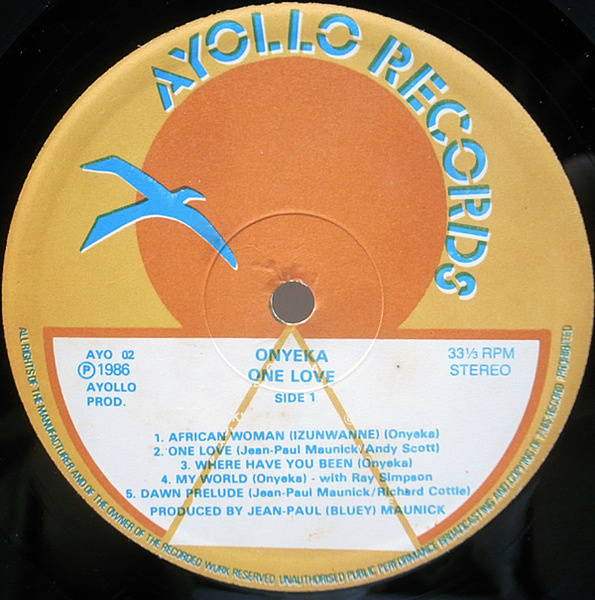 AYOLLO RECORDS
AYO 02
Ⓟ1986
AYOLLO
PROD.
ONYEKA
ONE LOVE
SIDE 1
33⅓ RPM
STEREO
1. AFRICAN WOMAN (IZUNWANNE) (Onyeka)
2. ONE LOVE (Jean-Paul Maunick/Andy Scott)
3. WHERE HAVE YOU BEEN (Onyeka)
4. MY WORLD (Onyeka) - with Ray Simpson
5. DAWN PRELUDE (Jean-Paul Maunick/Richard Cottle)
PRODUCED BY JEAN-PAUL (BLUEY) MAUNICK
ALL RIGHTS OF THE MANUFACTURER AND OF THE OWNER OF THE RECORDED WORK RESERVED UNAUTHORISED PUBLIC PERFORMANCE BROADCASTING AND COPYING OF THIS RECORD PROHIBITED